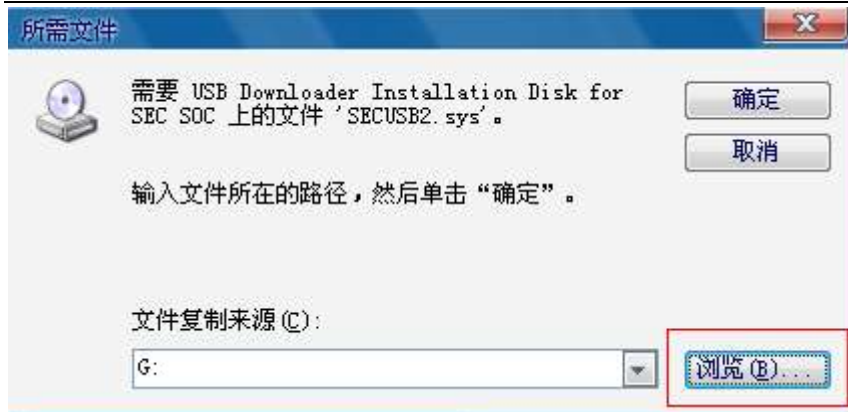 所需文件
需要 USB Downloader Installation Disk for
SEC SOC 上的文件 'SECUSB2.sys'。
确定
取消
输入文件所在的路径，然后单击“确定”。
文件复制来源(C):
G:
浏览(B)...